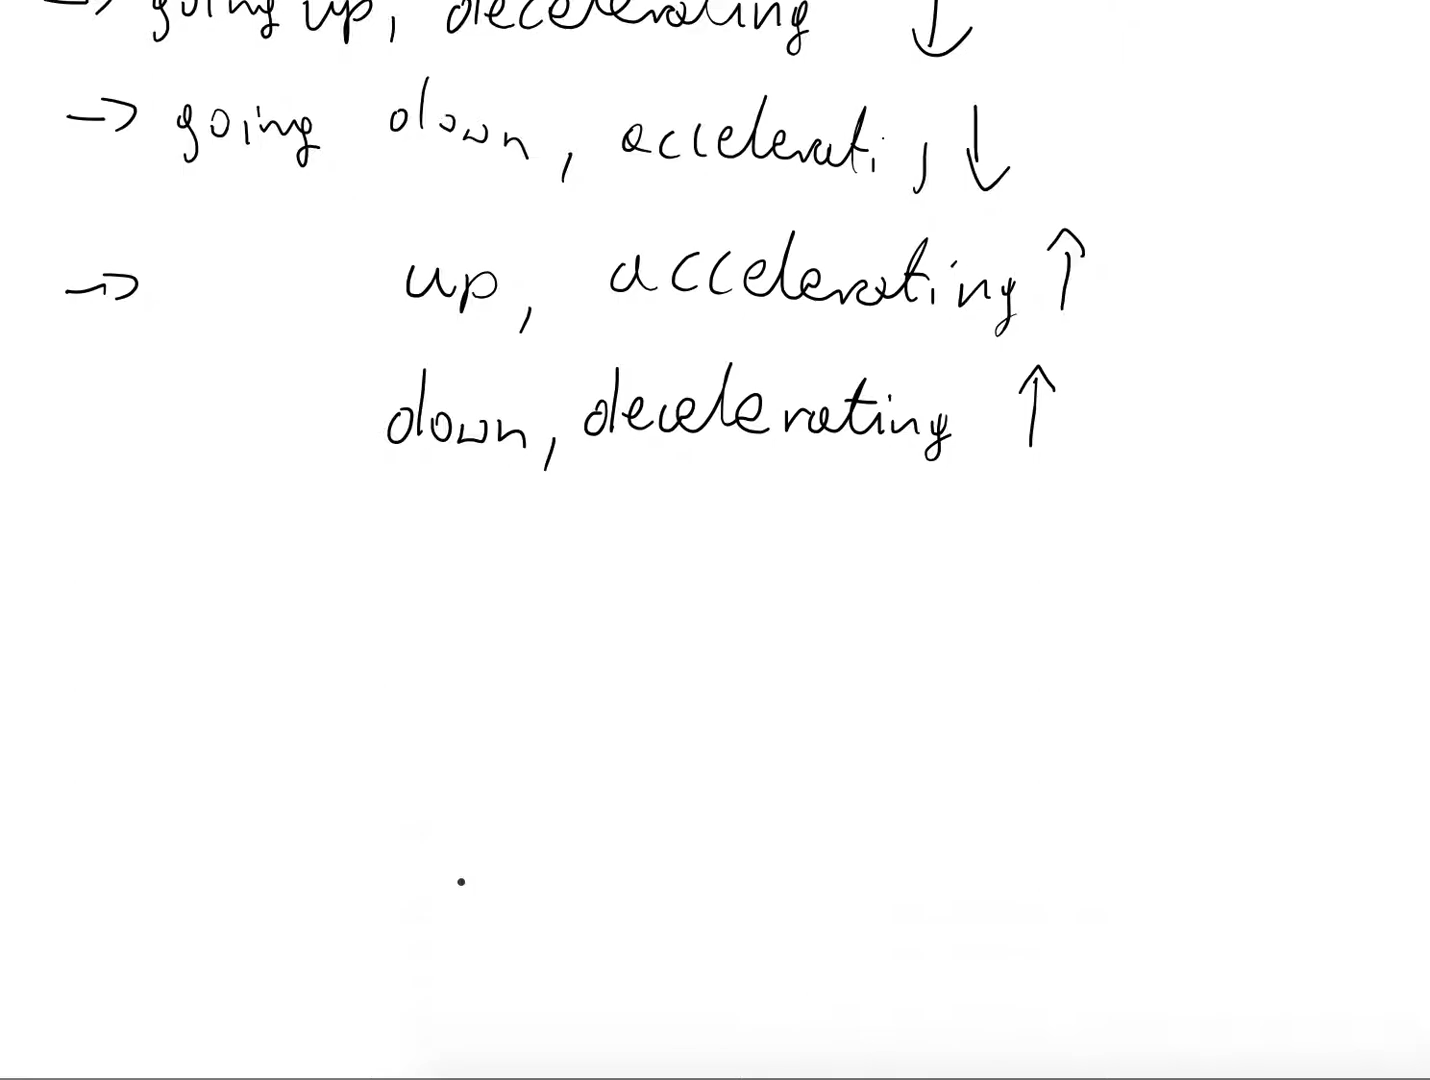 → going up, decelerating ↓
→ going down, accelerati , ↓
→ up, accelerating ↑
down, decelerating ↑